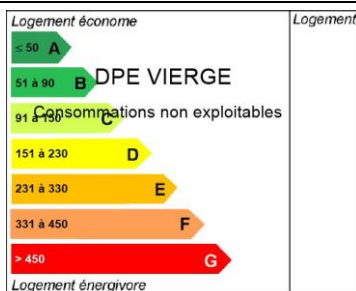 Logement économe
Logement
≤ 50 A
51 à 90 B
DPE VIERGE
Consommations non exploitables
91 à 150 C
151 à 230 D
231 à 330 E
331 à 450 F
> 450 G
Logement énergivore